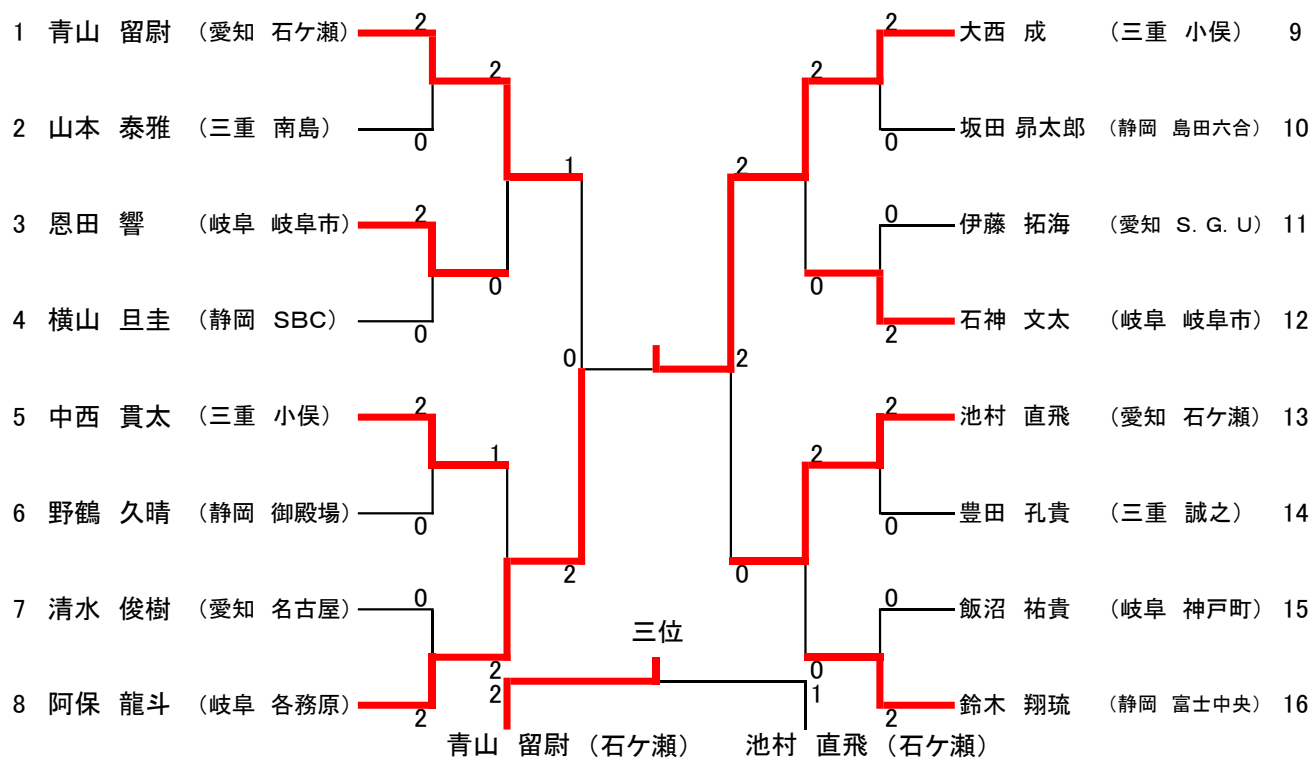 1 青山 留尉 (愛知 石ケ瀬) 2 2 大西 成 (三重 小俣) 9
2 2
2 山本 泰雅 (三重 南島) 0 0 坂田 昴太郎 (静岡 島田六合) 10
1 2
3 恩田 響 (岐阜 岐阜市) 2 0 伊藤 拓海 (愛知 S.G.U) 11
0 0
4 横山 旦圭 (静岡 SBC) 0 2 石神 文太 (岐阜 岐阜市) 12
0 2
5 中西 貫太 (三重 小俣) 2 2 池村 直飛 (愛知 石ケ瀬) 13
1 2
6 野鶴 久晴 (静岡 御殿場) 0 0 豊田 孔貴 (三重 誠之) 14
2 0
7 清水 俊樹 (愛知 名古屋) 0 0 飯沼 祐貴 (岐阜 神戸町) 15
三位
2 0
2 1
8 阿保 龍斗 (岐阜 各務原) 2 2 鈴木 翔琉 (静岡 富士中央) 16
青山 留尉 (石ケ瀬) 池村 直飛 (石ケ瀬)